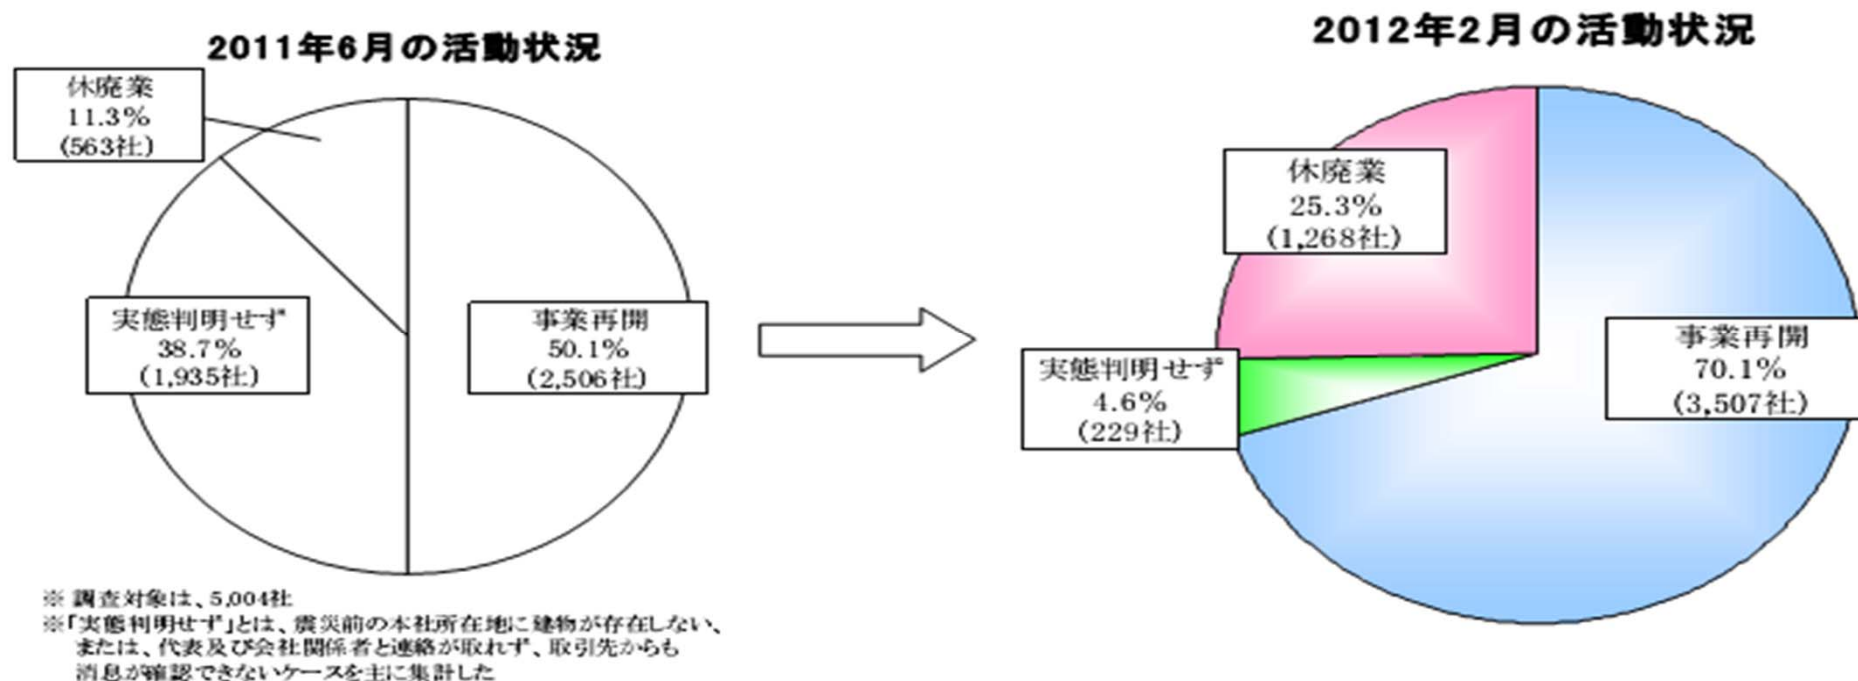 2011年6月の活動状況
休廃業
11.3%
(563社)
実態判明せず
38.7%
(1,935社)
事業再開
50.1%
(2,506社)
※ 調査対象は、5,004社
※「実態判明せず」とは、震災前の本社所在地に建物が存在しない、
または、代表及び会社関係者と連絡が取れず、取引先からも
消息が確認できないケースを主に集計した
2012年2月の活動状況
休廃業
25.3%
(1,268社)
実態判明せず
4.6%
(229社)
事業再開
70.1%
(3,507社)